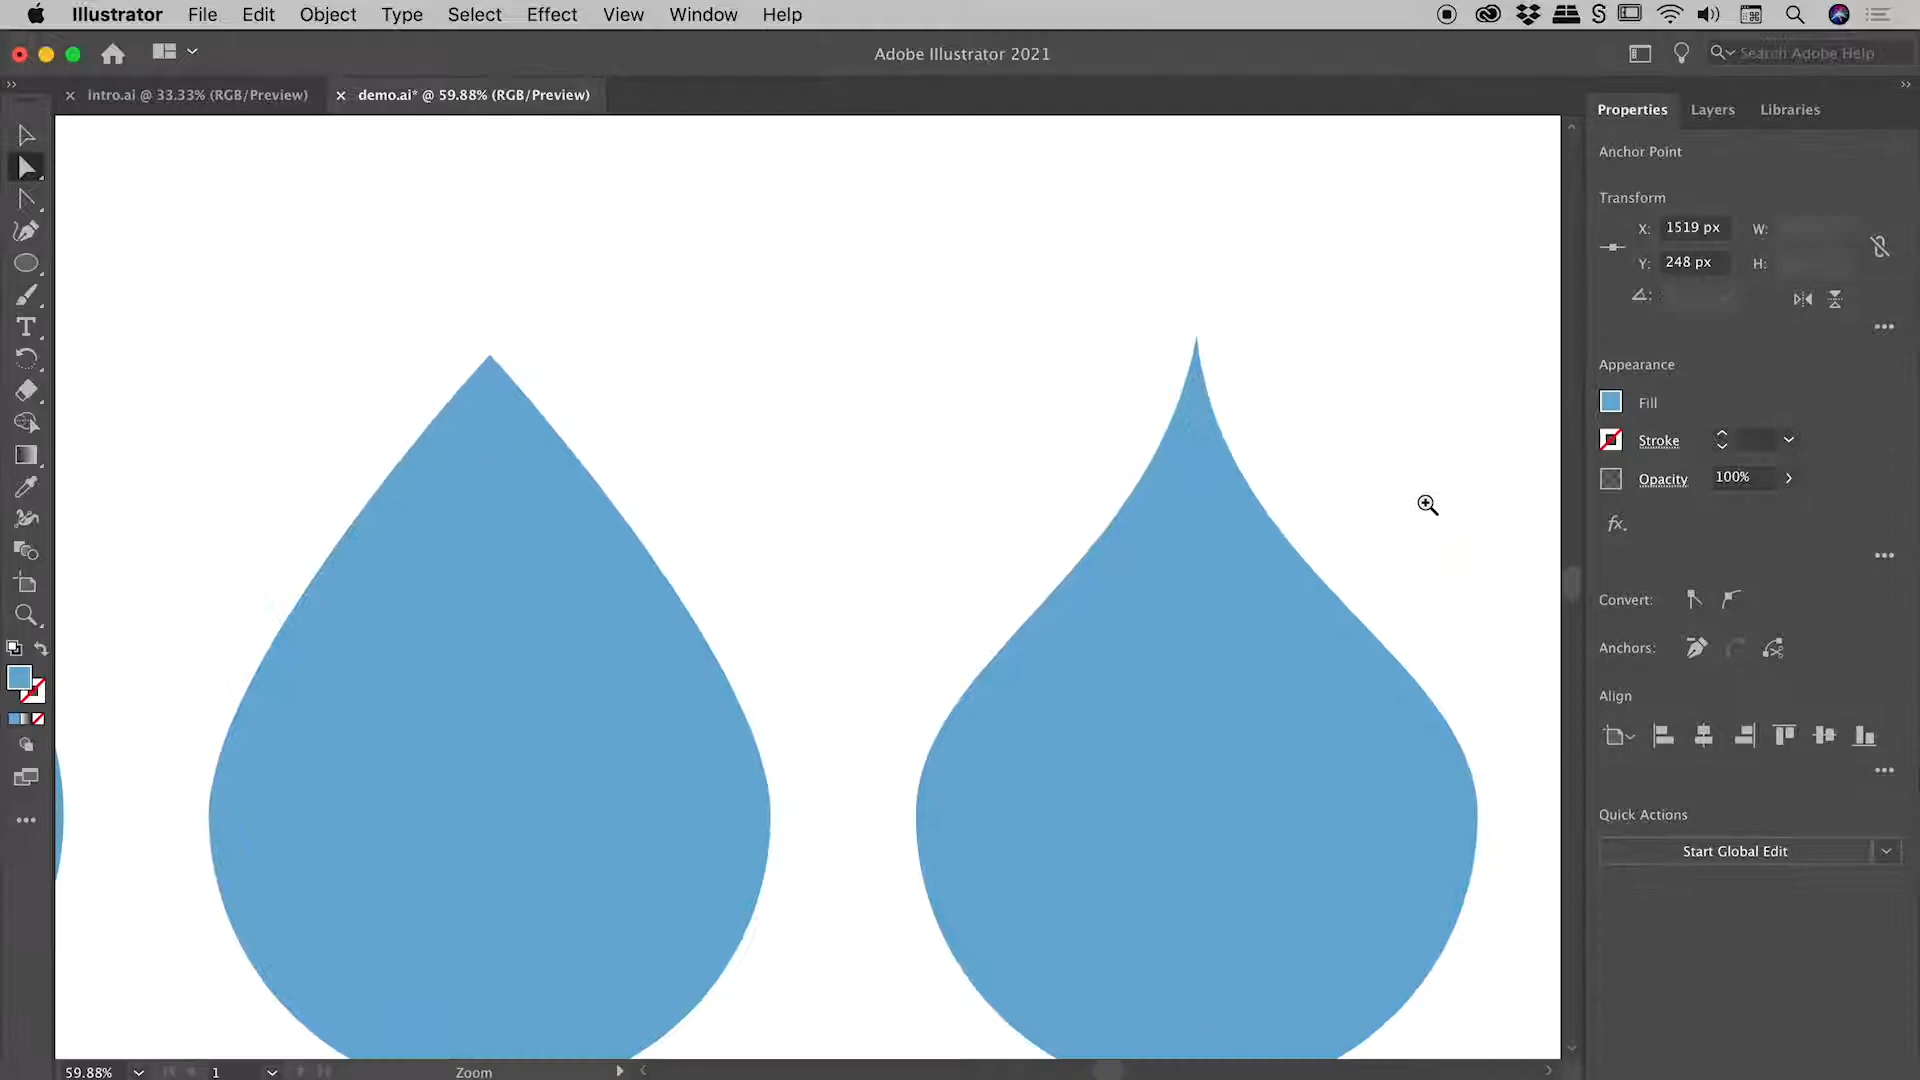 Illustrator File Edit Object Type Select Effect View Window Help
Adobe Illustrator 2021
Search Adobe Help
intro.ai @ 33.33% (RGB/Preview)
demo.ai* @ 59.88% (RGB/Preview)
Properties Layers Libraries
Anchor Point
Transform
X: 1519 px W:
Y: 248 px H:
Appearance
Fill
Stroke
Opacity 100%
fx.
Convert:
Anchors:
Align
Quick Actions
Start Global Edit
59.88% 1 Zoom